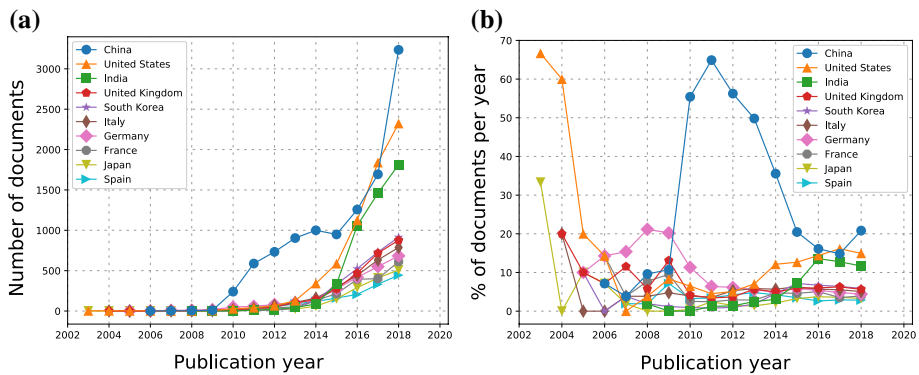 (a)
Number of documents
3000
2500
2000
1500
1000
500
0
China
United States
India
United Kingdom
South Korea
Italy
Germany
France
Japan
Spain
2002 2004 2006 2008 2010 2012 2014 2016 2018 2020
Publication year
(b)
% of documents per year
70
60
50
40
30
20
10
0
China
United States
India
United Kingdom
South Korea
Italy
Germany
France
Japan
Spain
2002 2004 2006 2008 2010 2012 2014 2016 2018 2020
Publication year